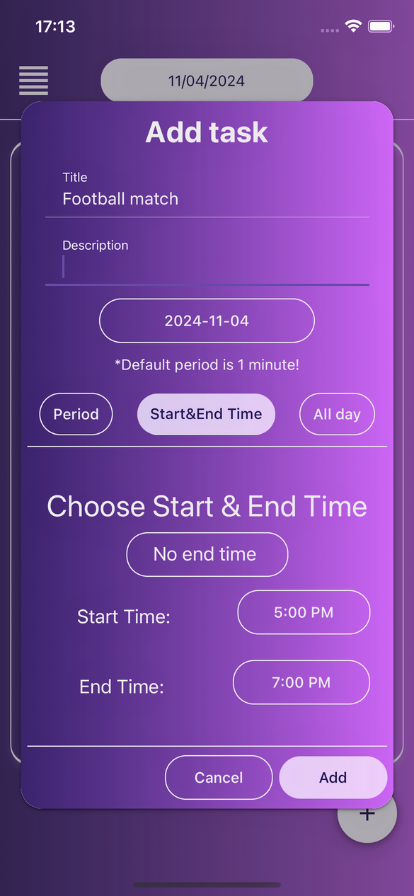 17:13
11/04/2024
Add task
Title
Football match
Description
2024-11-04
*Default period is 1 minute!
Period
Start&End Time
All day
Choose Start & End Time
No end time
Start Time:
5:00 PM
End Time:
7:00 PM
Cancel
Add
+